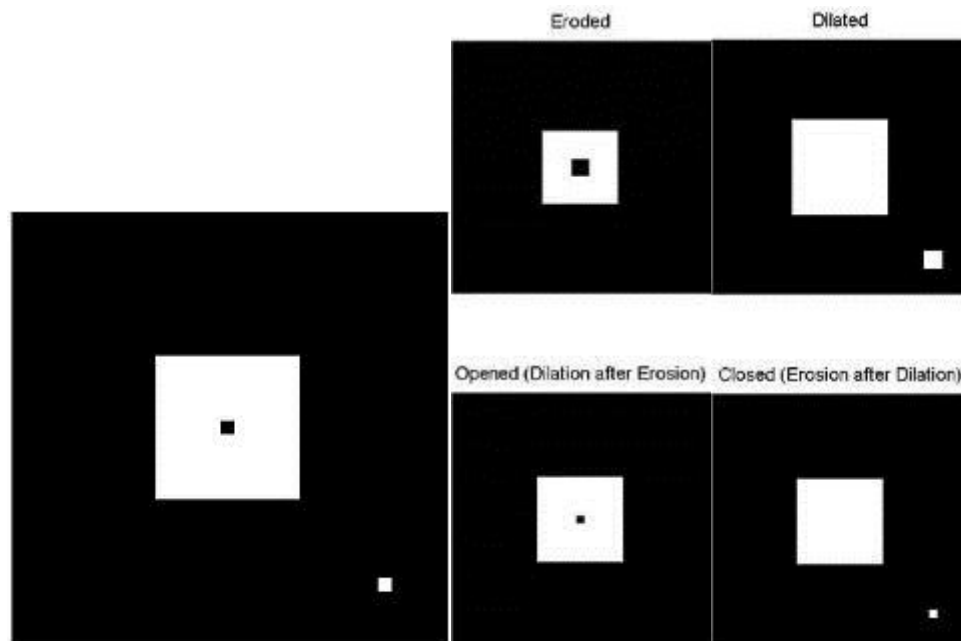 Eroded
Dilated
Opened (Dilation after Erosion)
Closed (Erosion after Dilation)